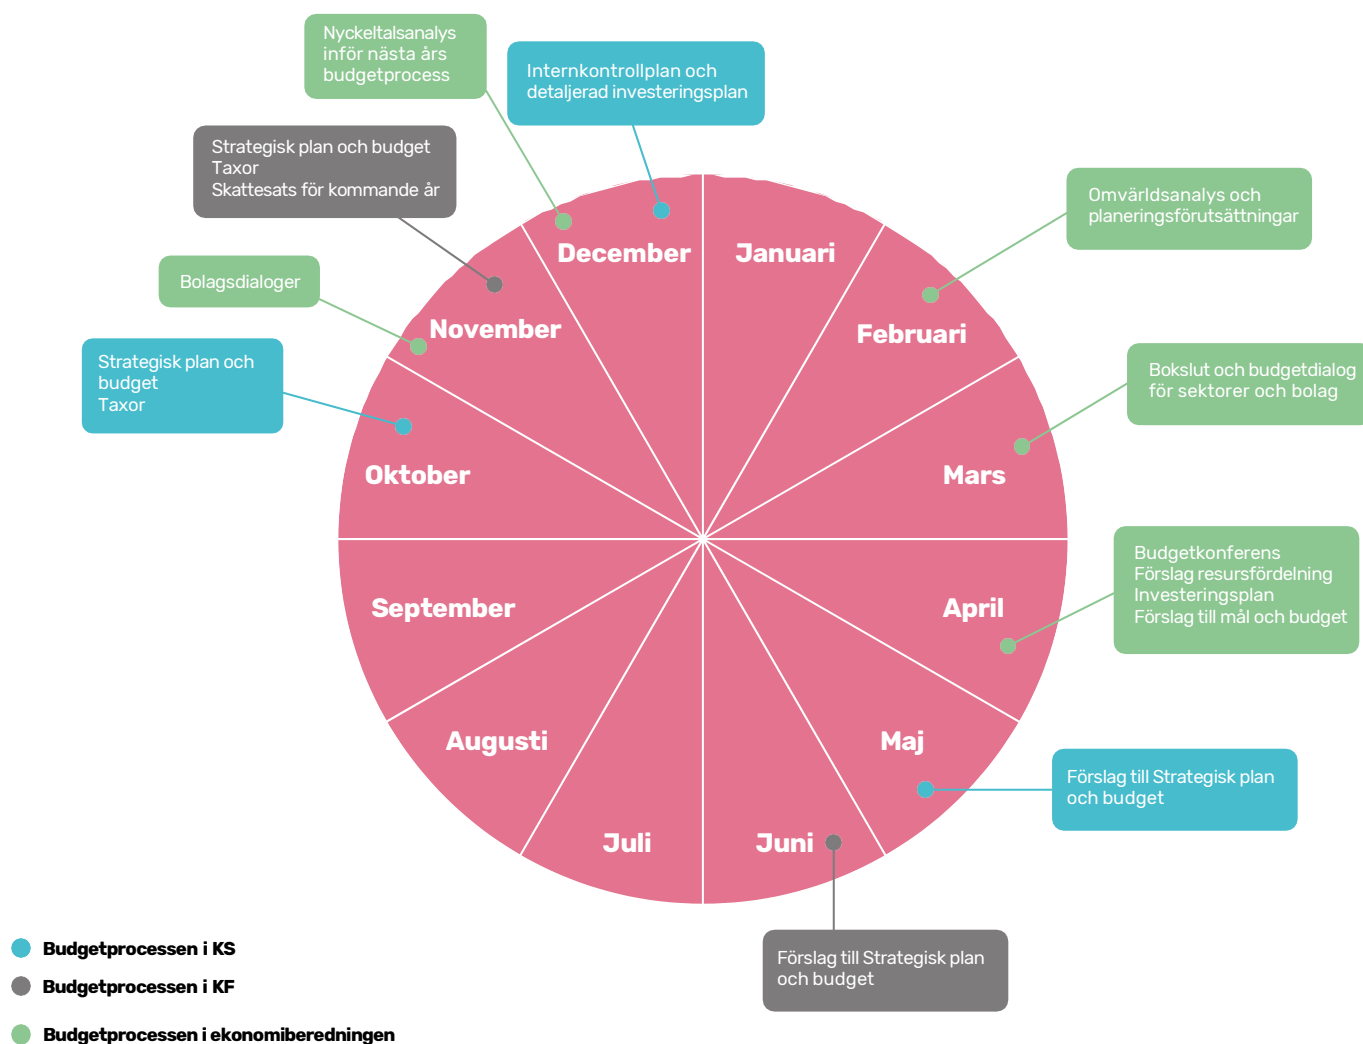 Nyckeltalsanalys
inför nästa års
budgetprocess
Internkontrollplan och
detaljerad investeringsplan
Strategisk plan och budget
Taxor
Skattesats för kommande år
Omvärldsanalys och
planeringsförutsättningar
December
Januari
Bolagsdialoger
November
Februari
Strategisk plan och
budget
Taxor
Bokslut och budgetdialog
för sektorer och bolag
Oktober
Mars
Budgetkonferens
Förslag resursfördelning
Investeringsplan
Förslag till mål och budget
September
April
Augusti
Maj
Förslag till Strategisk plan
och budget
Juli
Juni
Förslag till Strategisk plan
och budget
Budgetprocessen i KS
Budgetprocessen i KF
Budgetprocessen i ekonomiberedningen